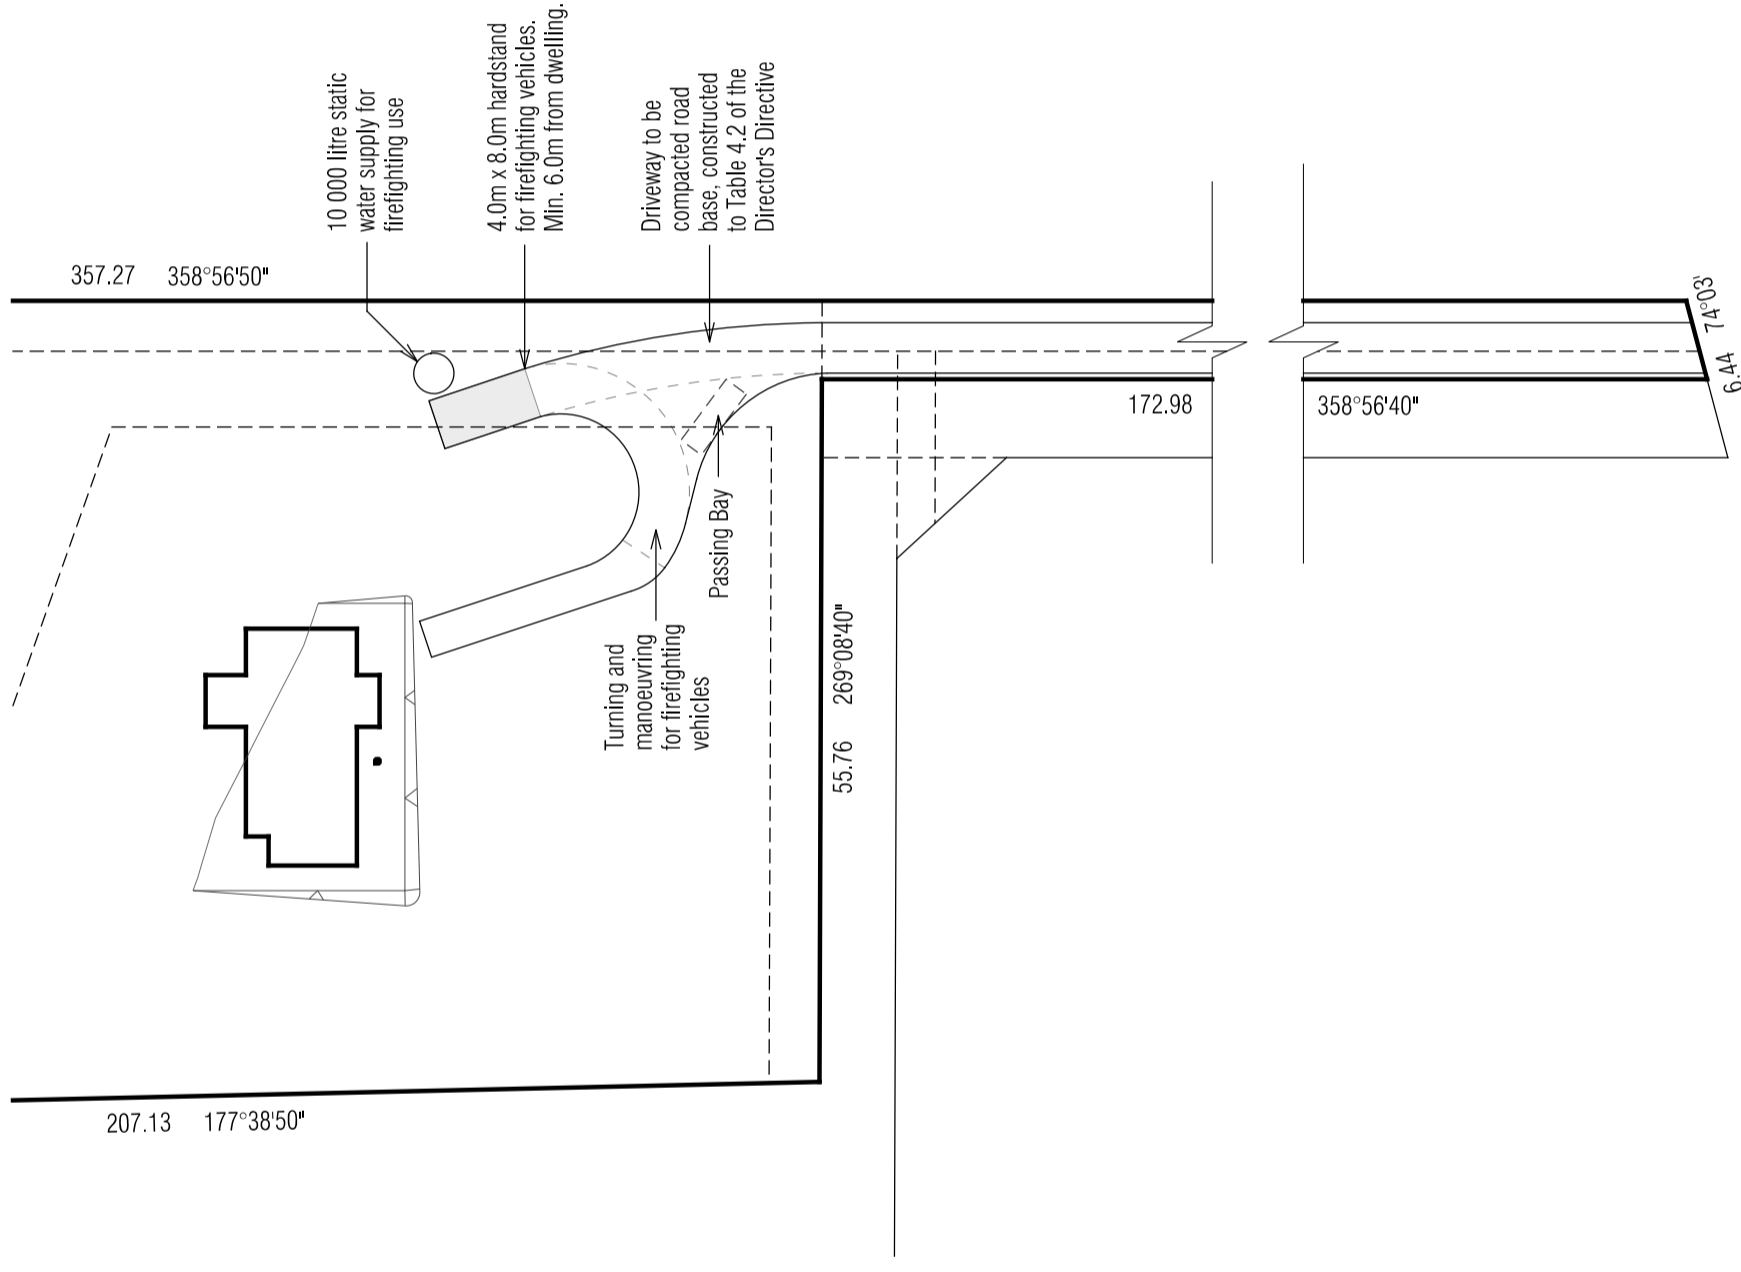 10 000 litre static
water supply for
firefighting use
4.0m x 8.0m hardstand
for firefighting vehicles.
Min. 6.0m from dwelling.
Driveway to be
compacted road
base, constructed
to Table 4.2 of the
Director's Directive
357.27 358°56'50"
6.44 74°03'
172.98 358°56'40"
Passing Bay
Turning and
manoeuvring
for firefighting
vehicles
55.76 269°08'40"
207.13 177°38'50"